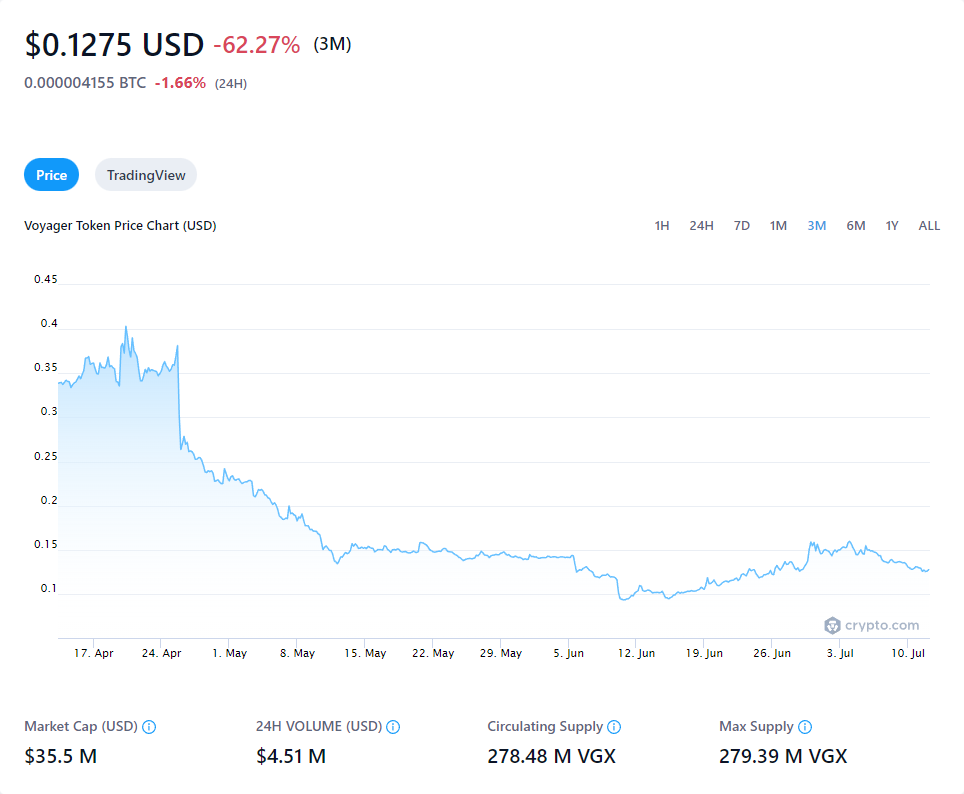 $0.1275 USD -62.27% (3M)
0.000004155 BTC -1.66% (24H)
Price TradingView
Voyager Token Price Chart (USD) 1H 24H 7D 1M 3M 6M 1Y ALL
0.45
0.4
0.35
0.3
0.25
0.2
0.15
0.1
crypto.com
17. Apr 24. Apr 1. May 8. May 15. May 22. May 29. May 5. Jun 12. Jun 19. Jun 26. Jun 3. Jul 10. Jul
Market Cap (USD) 24H VOLUME (USD) Circulating Supply Max Supply
$35.5 M $4.51 M 278.48 M VGX 279.39 M VGX